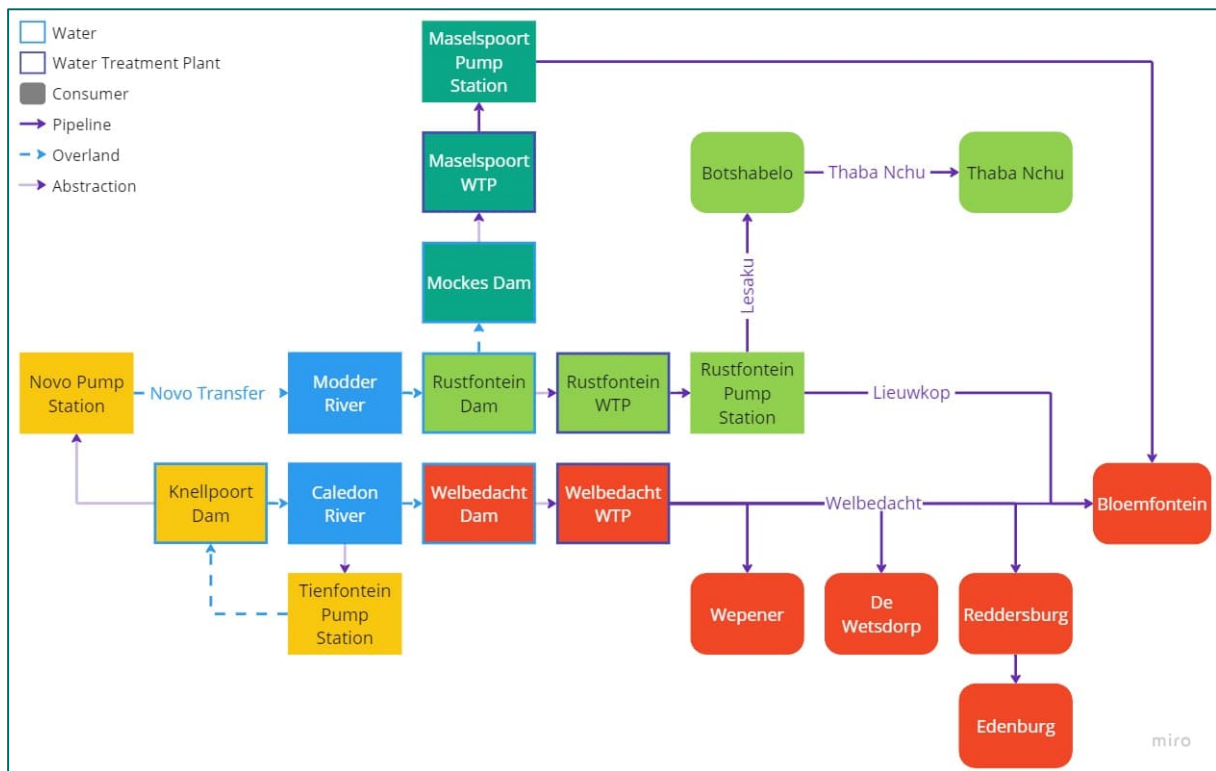 Water
Water Treatment Plant
Consumer
Pipeline
Overland
Abstraction
Maselspoort
Pump
Station
Maselspoort
WTP
Botshabelo
Thaba Nchu
Thaba Nchu
Mockes Dam
Lesaku
Novo Pump
Station
Novo Transfer
Modder
River
Rustfontein
Dam
Rustfontein
WTP
Rustfontein
Pump
Station
Lieuwkop
Knellpoort
Dam
Caledon
River
Welbedacht
Dam
Welbedacht
WTP
Welbedacht
Bloemfontein
Tienfontein
Pump
Station
Wepener
De
Wetsdorp
Reddersburg
Edenburg
miro